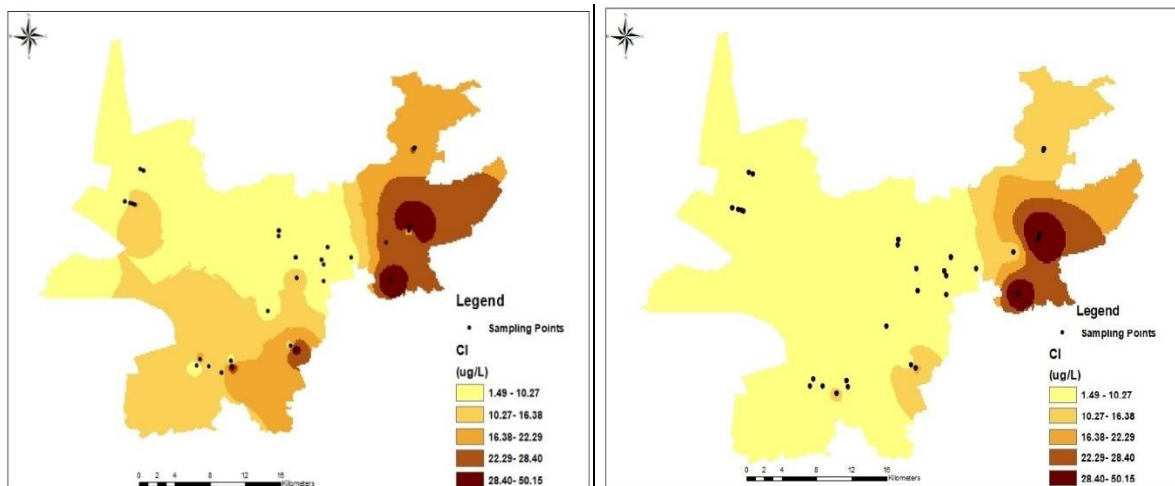 Legend
Sampling Points
Cl
(ug/L)
1.49 - 10.27
10.27- 16.38
16.38- 22.29
22.29- 28.40
28.40- 50.15
0 2 4 8 12 16
Kilometers
Legend
Sampling Points
Cl
(ug/L)
1.49 - 10.27
10.27- 16.38
16.38- 22.29
22.29- 28.40
28.40- 50.15
0 2 4 8 12 16
Kilometers